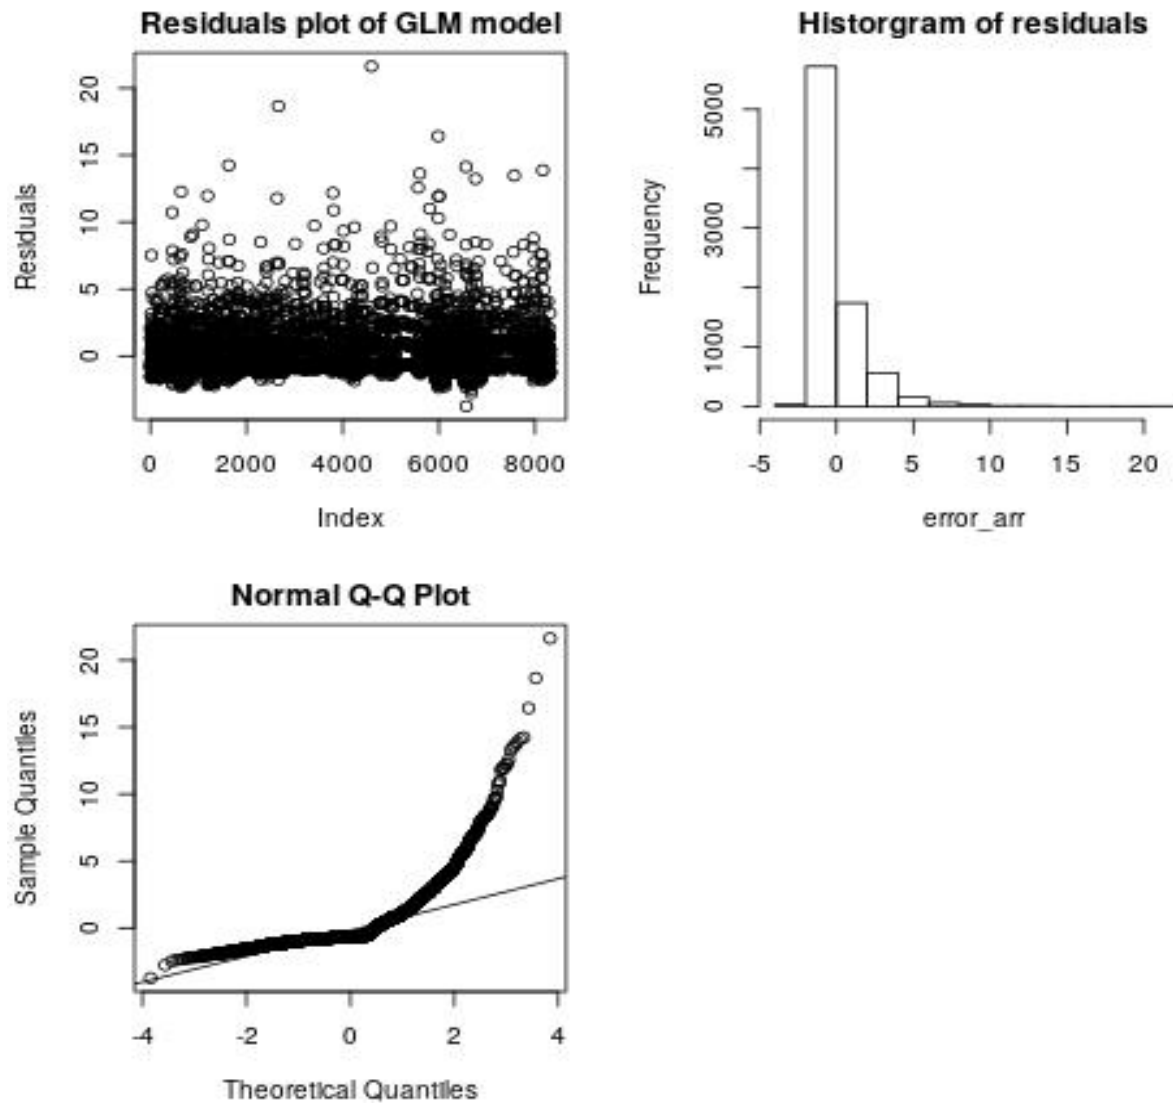 Residuals plot of GLM model
Residuals
20
15
10
5
0
0 2000 4000 6000 8000
Index
Historgram of residuals
Frequency
5000
3000
1000
0
-5 0 5 10 15 20
error_arr
Normal Q-Q Plot
Sample Quantiles
20
15
10
5
0
-4 -2 0 2 4
Theoretical Quantiles